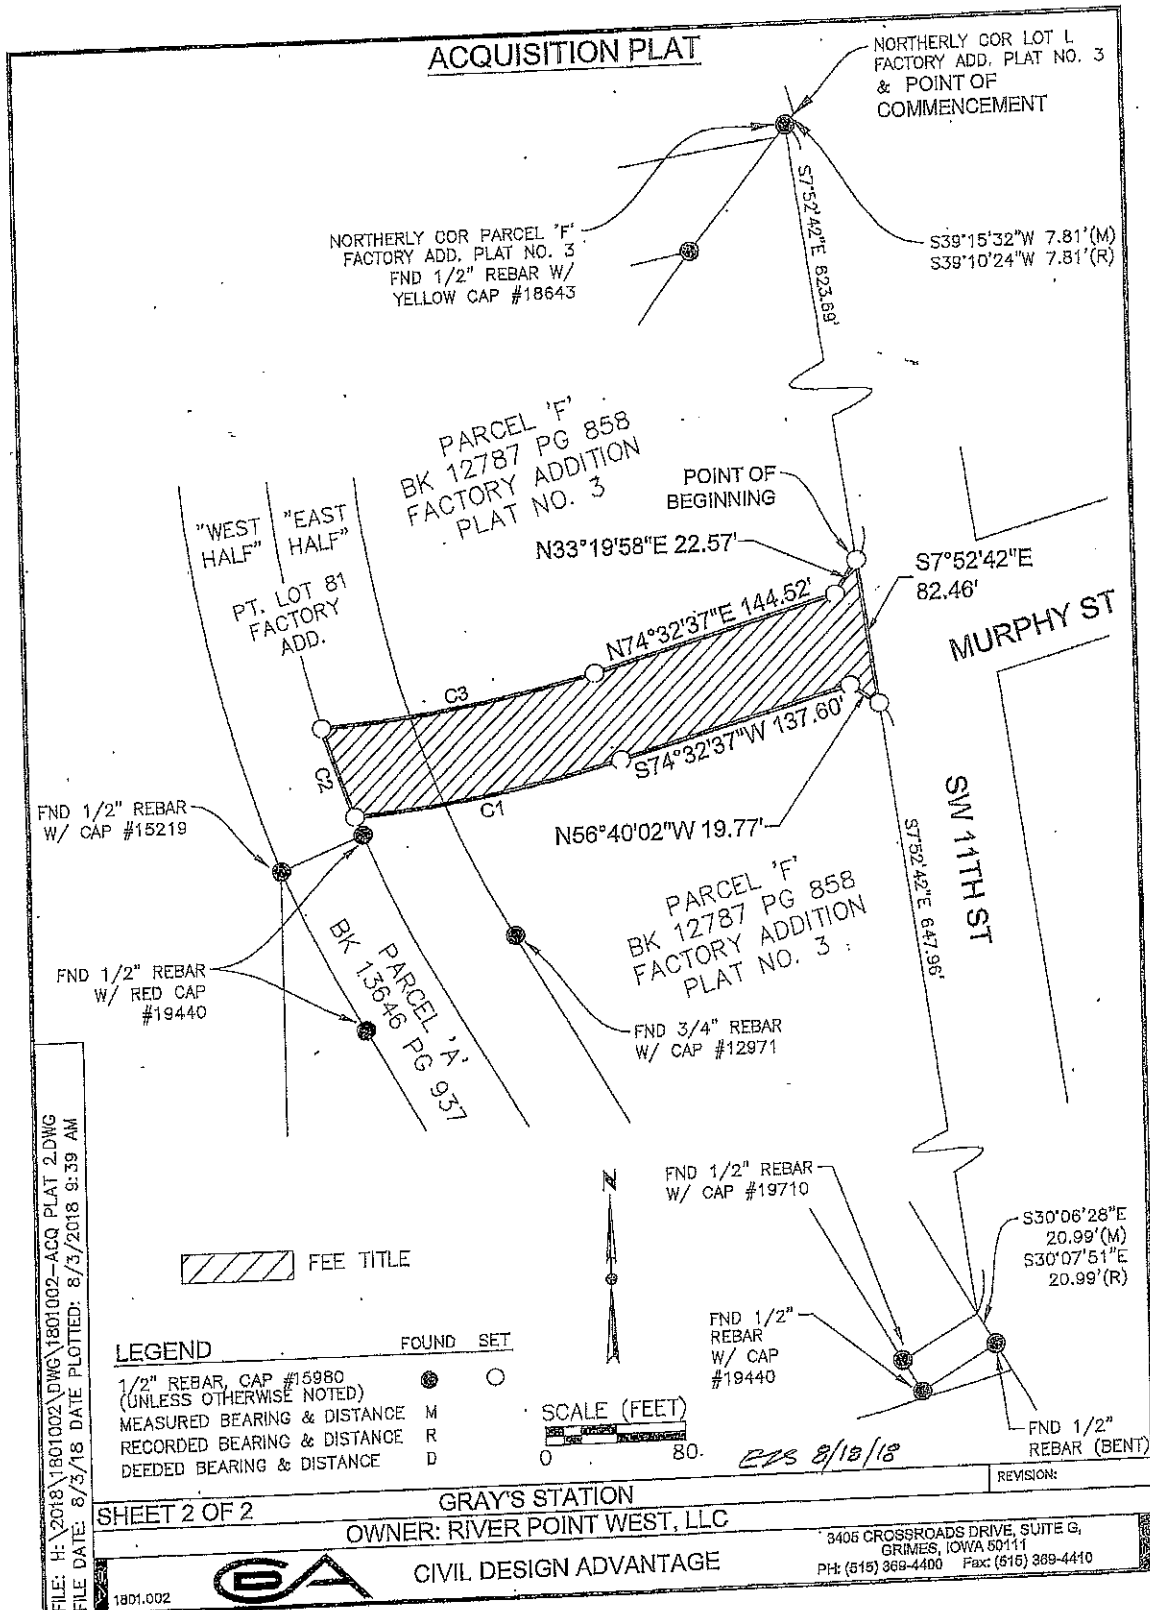 ACQUISITION PLAT
NORTHERLY COR LOT L
FACTORY ADD. PLAT NO. 3
& POINT OF
COMMENCEMENT
NORTHERLY COR PARCEL 'F'
FACTORY ADD. PLAT NO. 3
FND 1/2" REBAR W/
YELLOW CAP #18643
S7°52'42"E 623.69'
S39°15'32"W 7.81'(M)
S39°10'24"W 7.81'(R)
PARCEL 'F'
BK 12787 PG 858
FACTORY ADDITION
PLAT NO. 3
POINT OF
BEGINNING
"WEST
HALF"
"EAST
HALF"
PT. LOT 81
FACTORY
ADD.
N33°19'58"E 22.57'
S7°52'42"E
82.46'
N74°32'37"E 144.52'
MURPHY ST
C3
C2
C1
S74°32'37"W 137.60'
FND 1/2" REBAR
W/ CAP #15219
N56°40'02"W 19.77'
SW 11TH ST
S7°52'42"E 647.96'
PARCEL 'F'
BK 12787 PG 858
FACTORY ADDITION
PLAT NO. 3
FND 1/2" REBAR
W/ RED CAP
#19440
PARCEL 'A'
BK 13646 PG 937
FND 3/4" REBAR
W/ CAP #12971
FND 1/2" REBAR
W/ CAP #19710
S30°06'28"E
20.99'(M)
S30°07'51"E
20.99'(R)
N
FEE TITLE
FND 1/2"
REBAR
W/ CAP
#19440
FND 1/2"
REBAR (BENT)
LEGEND FOUND SET
1/2" REBAR, CAP #15980
(UNLESS OTHERWISE NOTED)
MEASURED BEARING & DISTANCE M
RECORDED BEARING & DISTANCE R
DEEDED BEARING & DISTANCE D
SCALE (FEET)
0 80
EZS 8/18/18
REVISION:
SHEET 2 OF 2
GRAY'S STATION
OWNER: RIVER POINT WEST, LLC
1801.002
CDA
CIVIL DESIGN ADVANTAGE
3405 CROSSROADS DRIVE, SUITE G,
GRIMES, IOWA 50111
PH: (515) 369-4400 Fax: (515) 369-4410
FILE: H:\2018\1801002\DWG\1801002-ACQ PLAT 2.DWG
FILE DATE: 8/3/18 DATE PLOTTED: 8/3/2018 9:39 AM